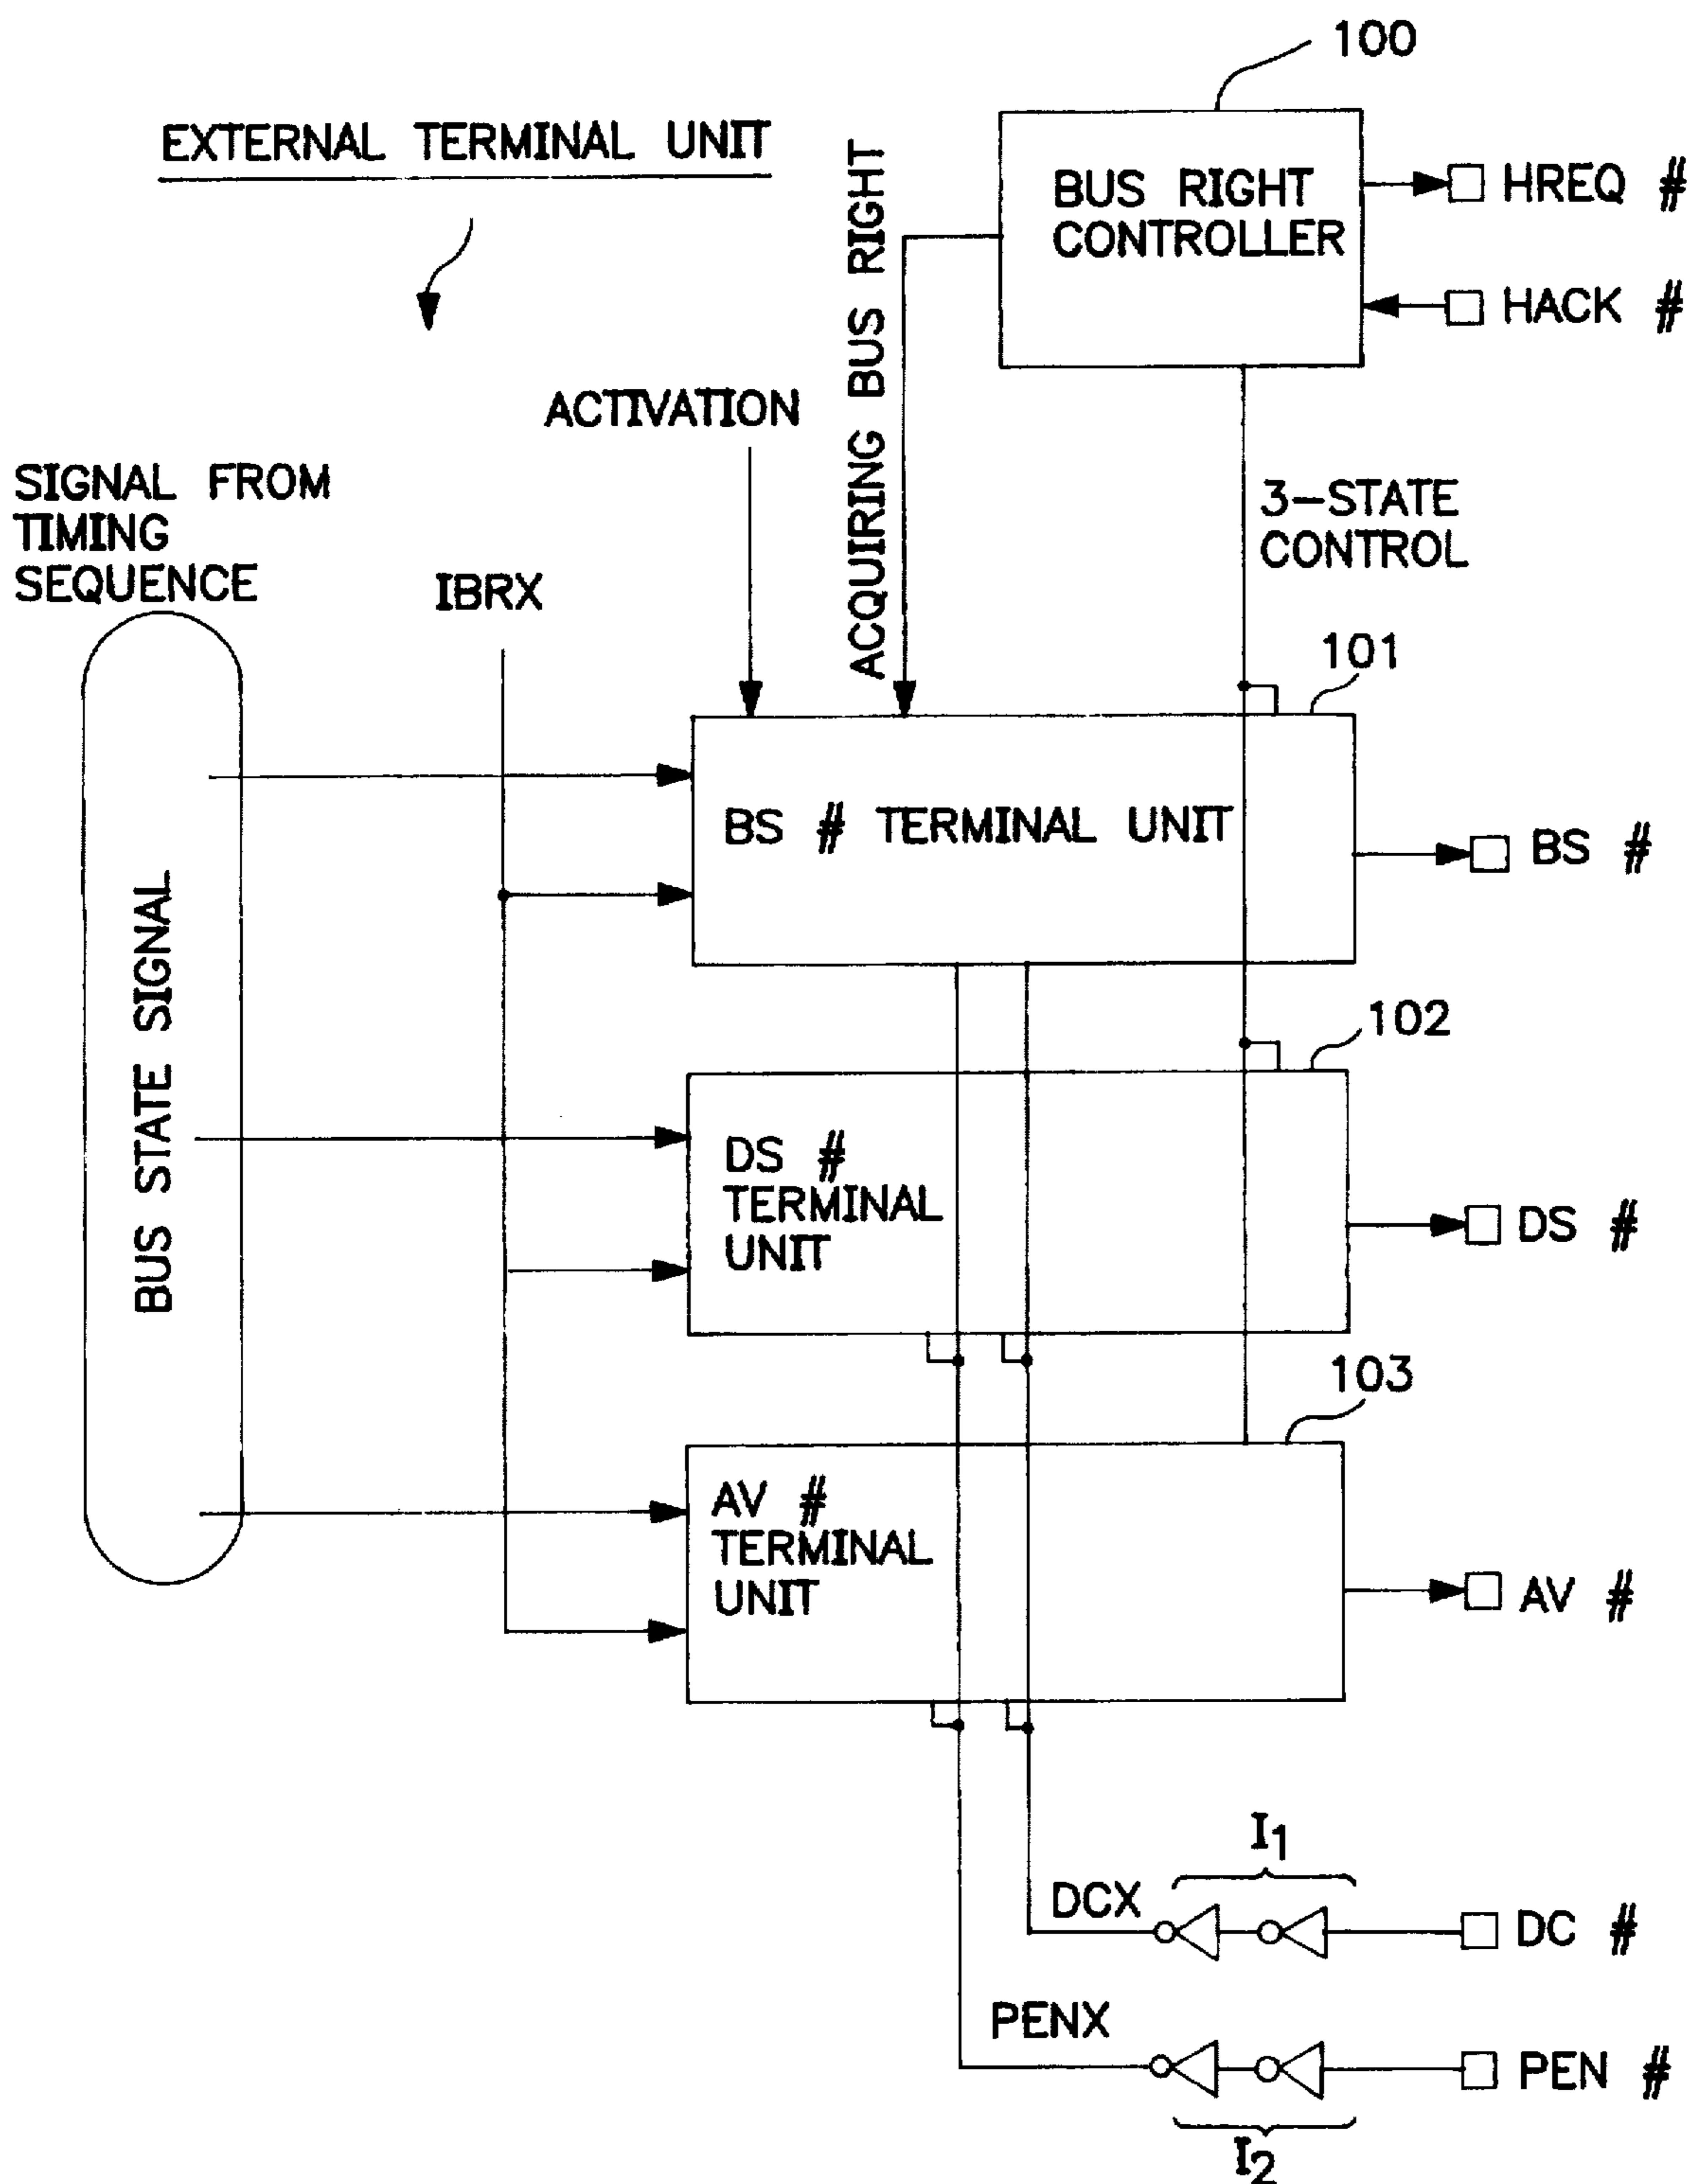 100
EXTERNAL TERMINAL UNIT
BUS RIGHT
CONTROLLER
HREQ #
HACK #
ACQUIRING BUS RIGHT
ACTIVATION
SIGNAL FROM
TIMING
SEQUENCE
3-STATE
CONTROL
IBRX
101
BS # TERMINAL UNIT
BS #
BUS STATE SIGNAL
102
DS #
TERMINAL
UNIT
DS #
103
AV #
TERMINAL
UNIT
AV #
I1
DCX
DC #
PENX
PEN #
I2